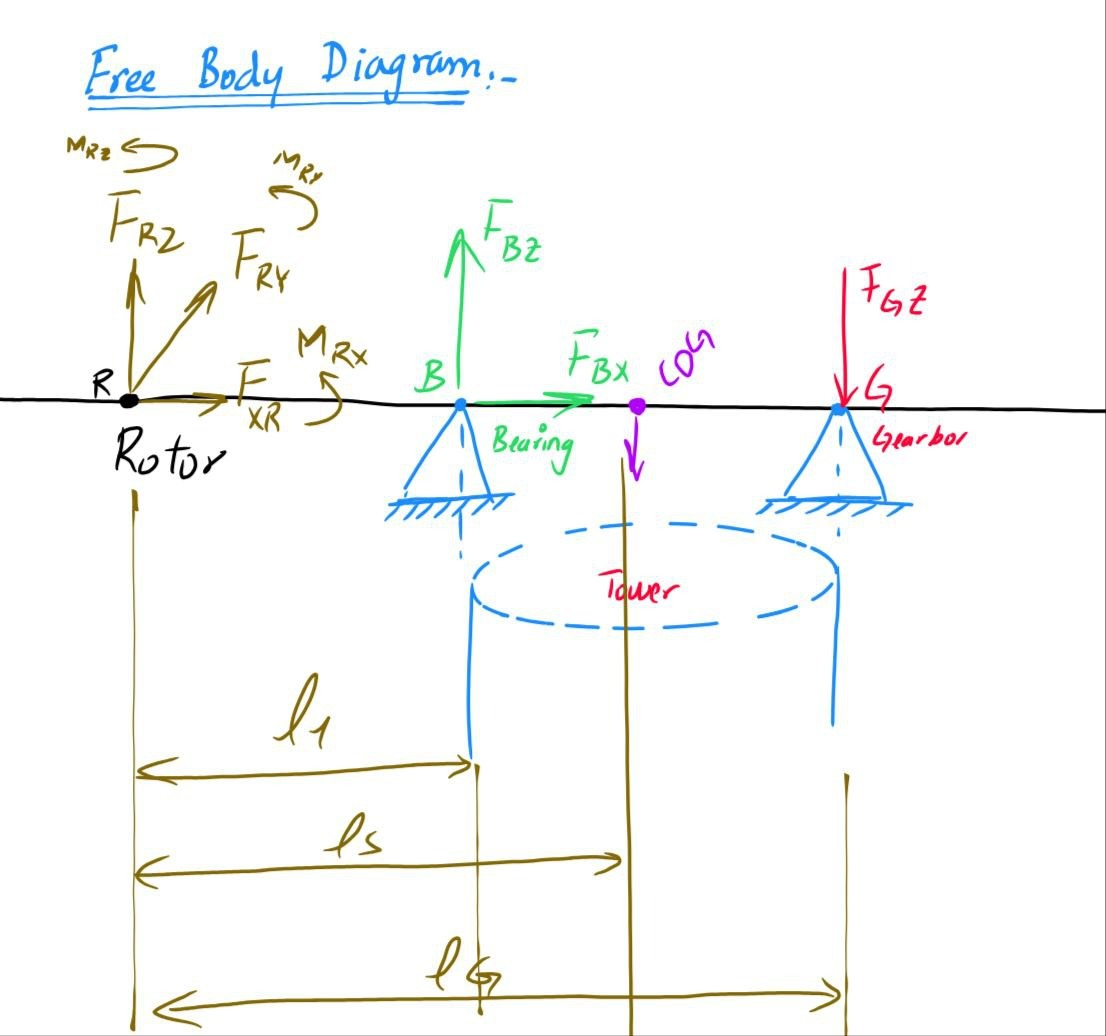 Free Body Diagram:-
MRZ
MRY
FRZ
FRY
FBZ
FGZ
MRX
R
FXR
B
FBX
COG
G
Rotor
Bearing
Gearbor
Tower
l1
ls
lG